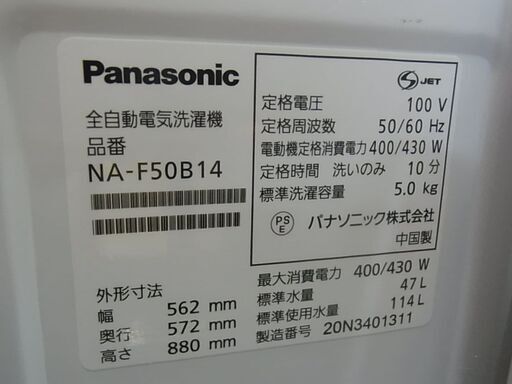 Panasonic
全自動電気洗濯機
品番
NA-F50B14
外形寸法
幅 562 mm
奥行 572 mm
高さ 880 mm
S JET
定格電圧 100 V
定格周波数 50/60 Hz
電動機定格消費電力 400/430 W
定格時間 洗いのみ 10 分
標準洗濯容量 5.0 kg
PS E パナソニック株式会社
中国製
最大消費電力 400/430 W
標準水量 47 L
標準使用水量 114 L
製造番号 20N3401311